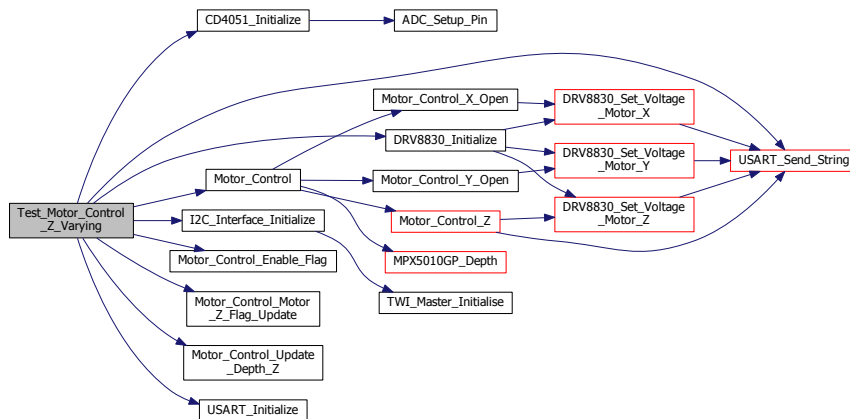 CD4051_Initialize
ADC_Setup_Pin
Motor_Control_X_Open
DRV8830_Set_Voltage
_Motor_X
DRV8830_Initialize
DRV8830_Set_Voltage
_Motor_Y
USART_Send_String
Motor_Control
Motor_Control_Y_Open
Test_Motor_Control
_Z_Varying
I2C_Interface_Initialize
Motor_Control_Z
DRV8830_Set_Voltage
_Motor_Z
Motor_Control_Enable_Flag
MPX5010GP_Depth
Motor_Control_Motor
_Z_Flag_Update
TWI_Master_Initialise
Motor_Control_Update
_Depth_Z
USART_Initialize